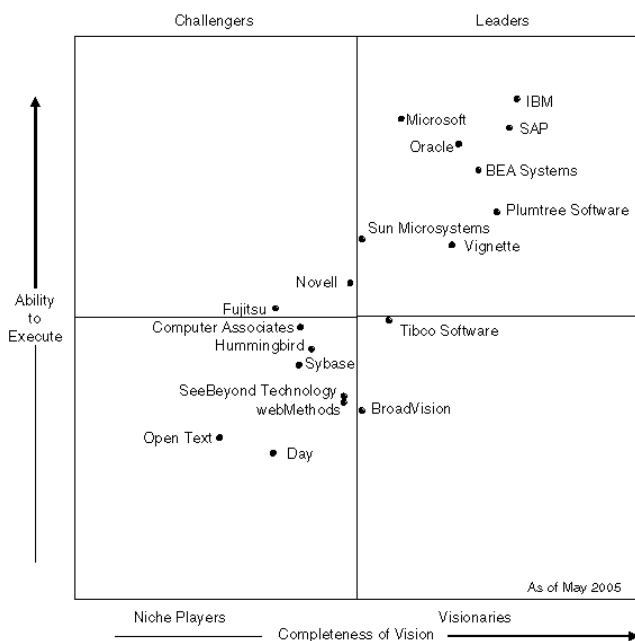 Challengers
Leaders
IBM
Microsoft
SAP
Oracle
BEA Systems
Plumtree Software
Sun Microsystems
Vignette
Novell
Ability
to
Execute
Fujitsu
Computer Associates
Tibco Software
Hummingbird
Sybase
SeeBeyond Technology
webMethods
BroadVision
Open Text
Day
As of May 2005
Niche Players
Visionaries
Completeness of Vision